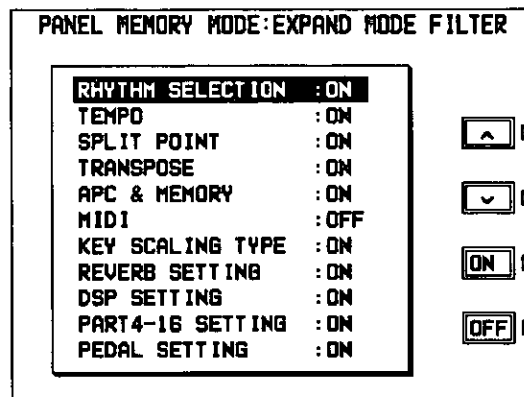 PANEL MEMORY MODE:EXPAND MODE FILTER
RHYTHM SELECTION :ON
TEMPO :ON
SPLIT POINT :ON
TRANSPOSE :ON
APC & MEMORY :ON
MIDI :OFF
KEY SCALING TYPE :ON
REVERB SETTING :ON
DSP SETTING :ON
PART4-16 SETTING :ON
PEDAL SETTING :ON
ON
OFF